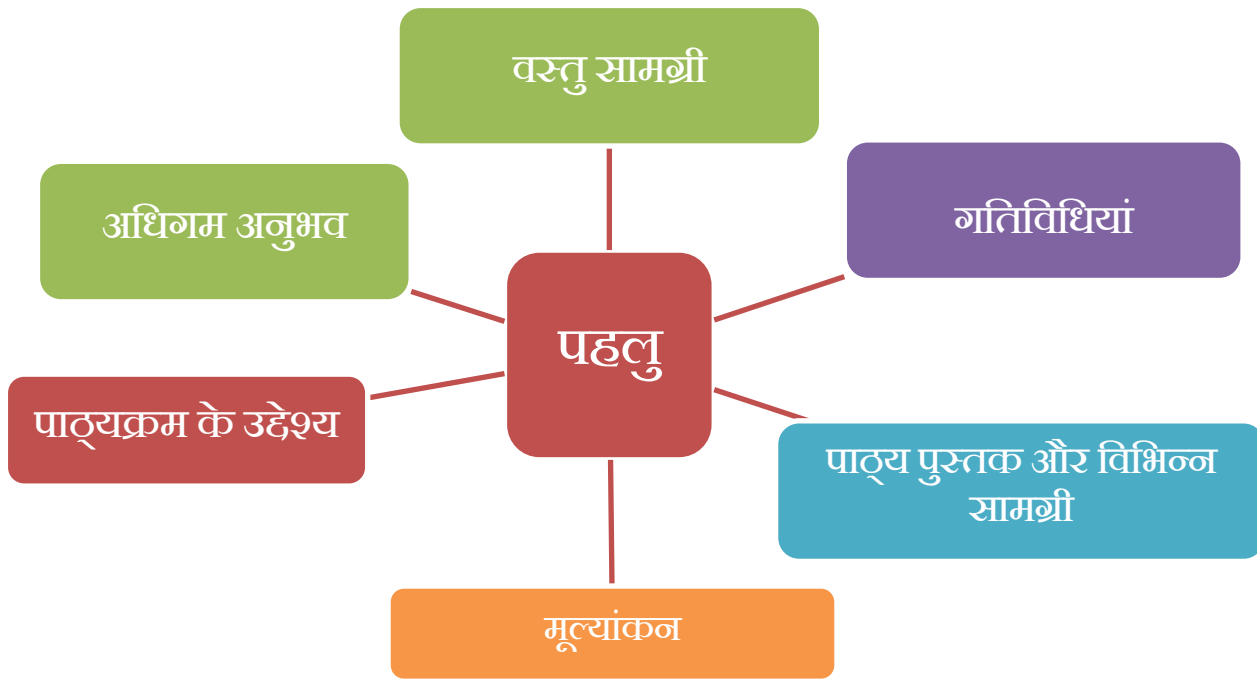 वस्तु सामग्री
अधिगम अनुभव
गतिविधियां
पहलु
पाठ्यक्रम के उद्देश्य
पाठ्य पुस्तक और विभिन्न
सामग्री
मूल्यांकन